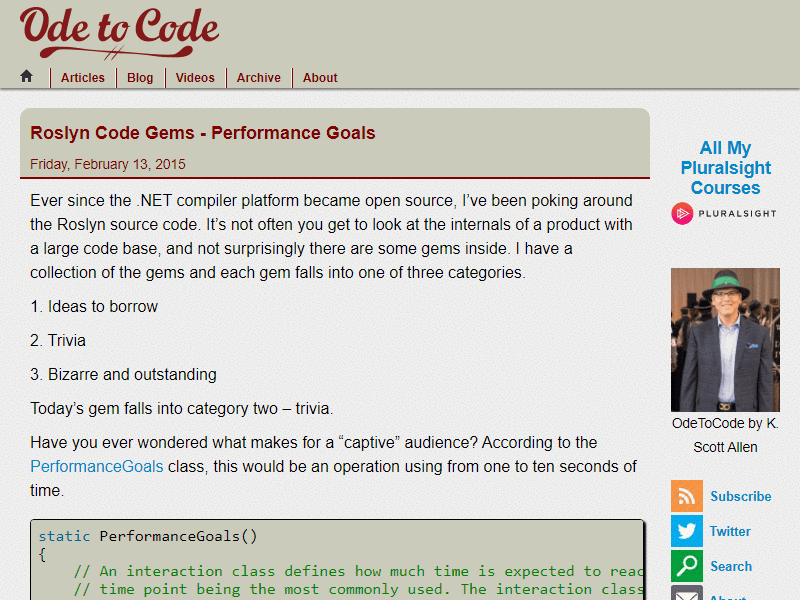 Ode to Code
Articles
Blog
Videos
Archive
About
Roslyn Code Gems - Performance Goals
Friday, February 13, 2015
Ever since the .NET compiler platform became open source, I’ve been poking around
the Roslyn source code. It’s not often you get to look at the internals of a product with
a large code base, and not surprisingly there are some gems inside. I have a
collection of the gems and each gem falls into one of three categories.
1. Ideas to borrow
2. Trivia
3. Bizarre and outstanding
Today’s gem falls into category two – trivia.
Have you ever wondered what makes for a “captive” audience? According to the
PerformanceGoals class, this would be an operation using from one to ten seconds of
time.
static PerformanceGoals()
{
// An interaction class defines how much time is expected to reac
// time point being the most commonly used. The interaction class
All My
Pluralsight
Courses
PLURALSIGHT
OdeToCode by K.
Scott Allen
Subscribe
Twitter
Search
About